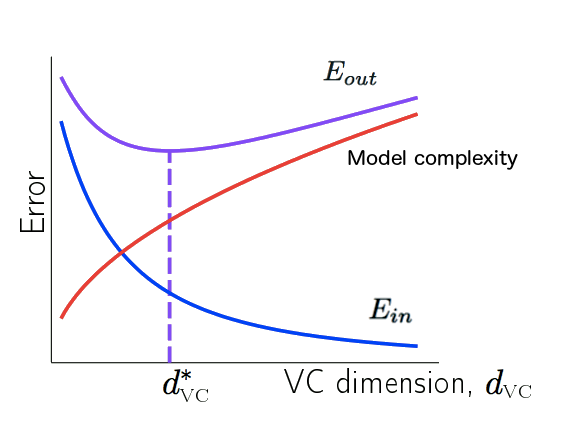 E_out
Model complexity
Error
E_in
d*_VC
VC dimension, d_VC